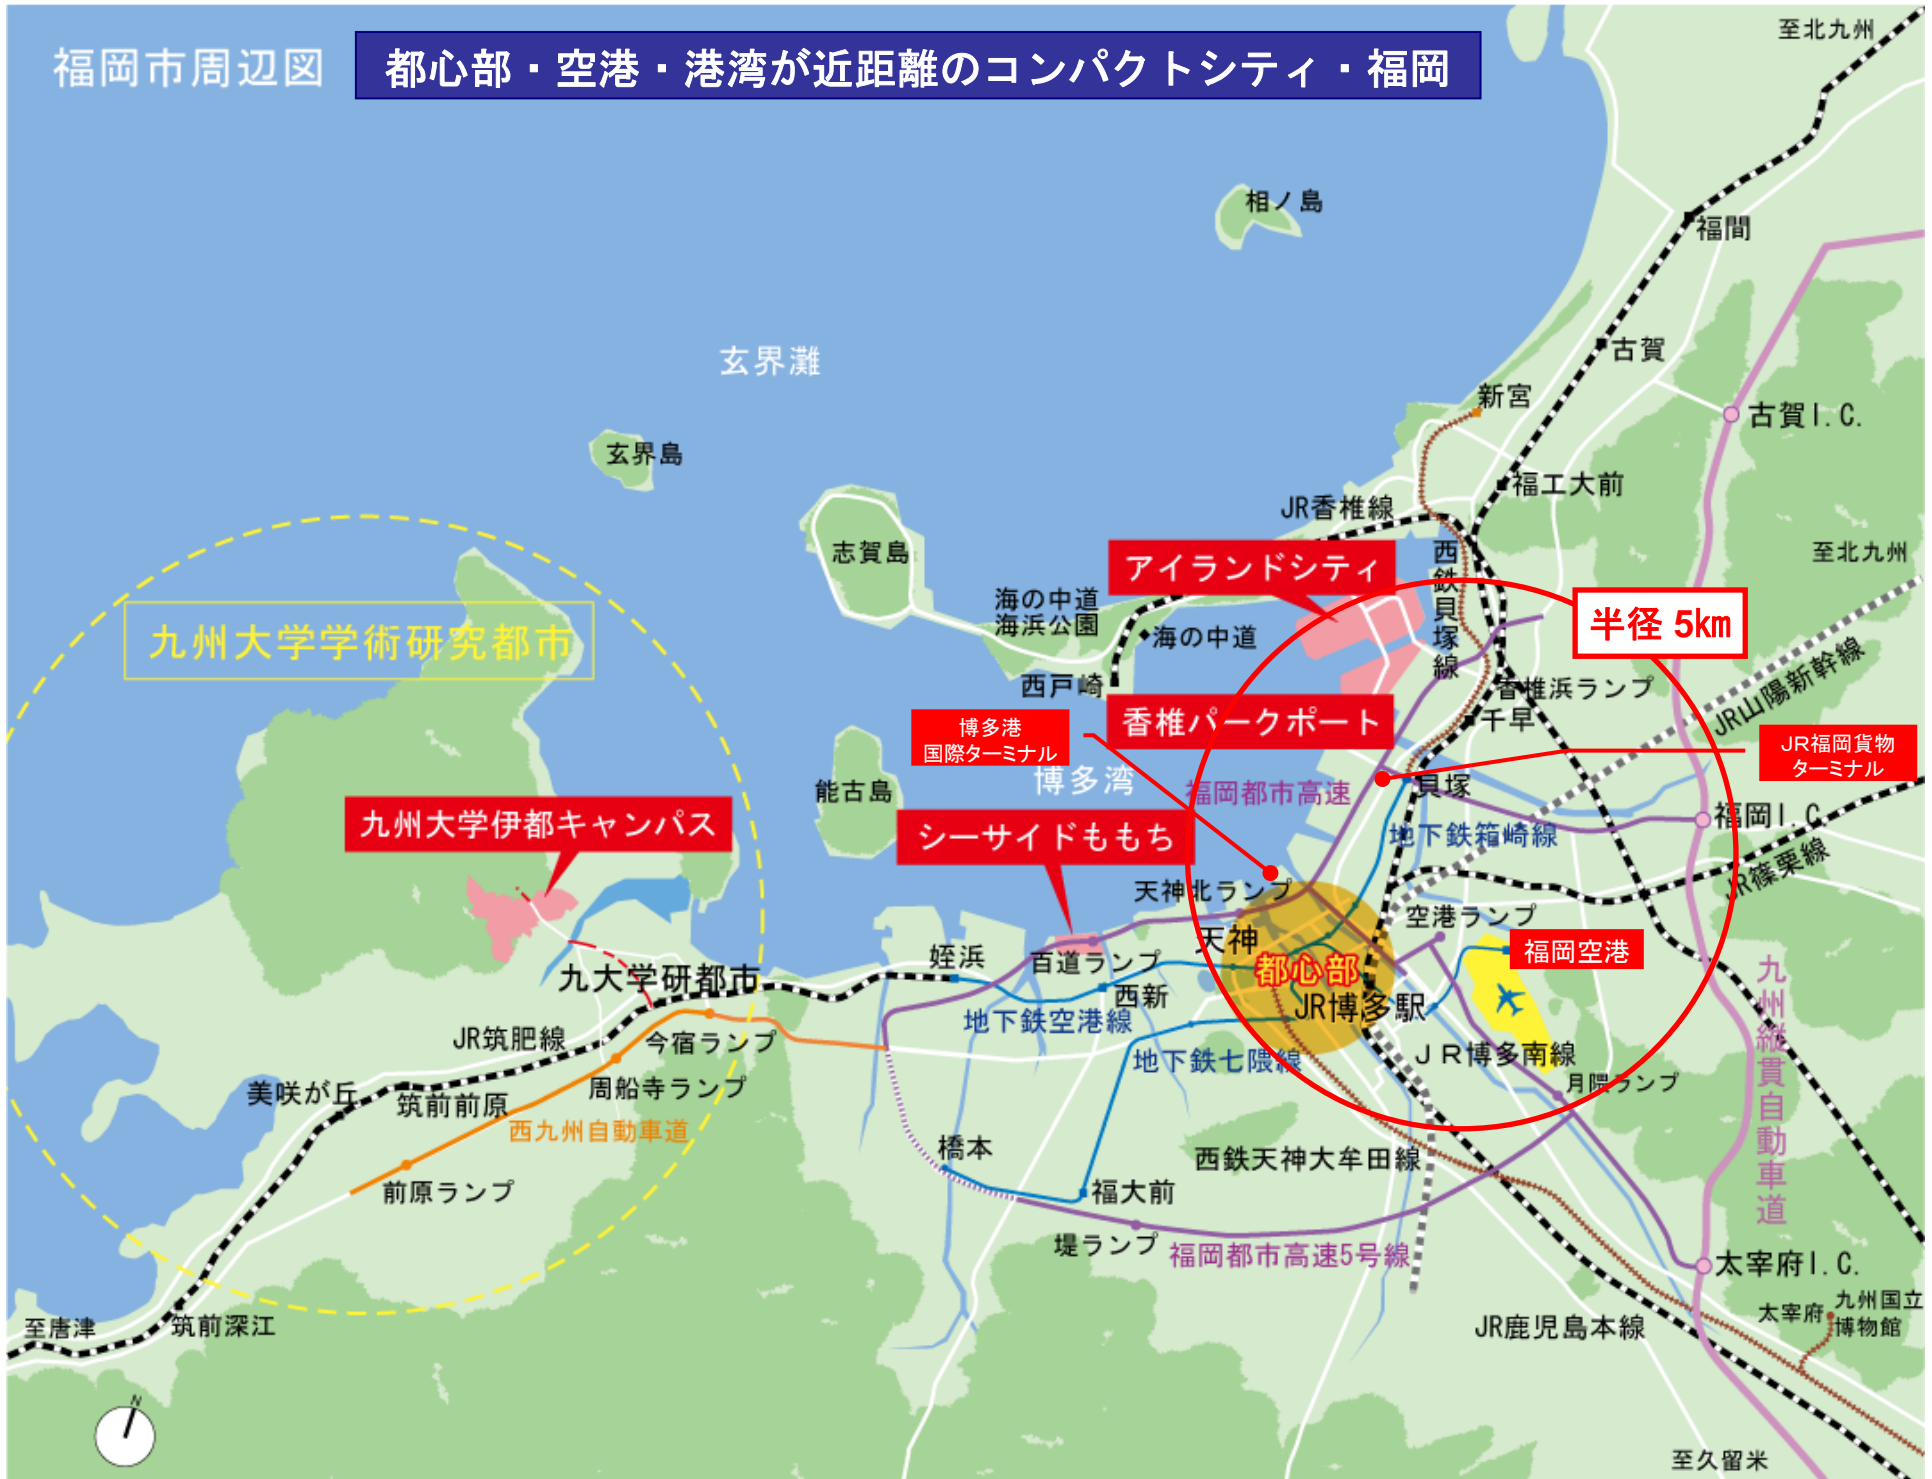 福岡市周辺図
都心部・空港・港湾が近距離のコンパクトシティ・福岡
至北九州
相ノ島
福間
玄界灘
古賀
新宮
古賀I.C.
玄界島
福工大前
JR香椎線
志賀島
西鉄貝塚線
至北九州
アイランドシティ
海の中道
海浜公園
海の中道
半径 5km
九州大学学術研究都市
JR山陽新幹線
西戸崎
香椎浜ランプ
千早
香椎パークポート
博多港
国際ターミナル
JR福岡貨物
ターミナル
博多湾
能古島
福岡都市高速
貝塚
福岡I.C.
九州大学伊都キャンパス
シーサイドももち
地下鉄箱崎線
JR篠栗線
天神北ランプ
空港ランプ
天神
福岡空港
姪浜
百道ランプ
都心部
九大学研都市
西新
JR博多駅
九州縦貫自動車道
地下鉄空港線
JR筑肥線
今宿ランプ
地下鉄七隈線
JR博多南線
月隈ランプ
周船寺ランプ
美咲が丘
筑前前原
西九州自動車道
橋本
西鉄天神大牟田線
前原ランプ
福大前
堤ランプ
福岡都市高速5号線
太宰府I.C.
太宰府
九州国立
博物館
至唐津
筑前深江
JR鹿児島本線
N
至久留米